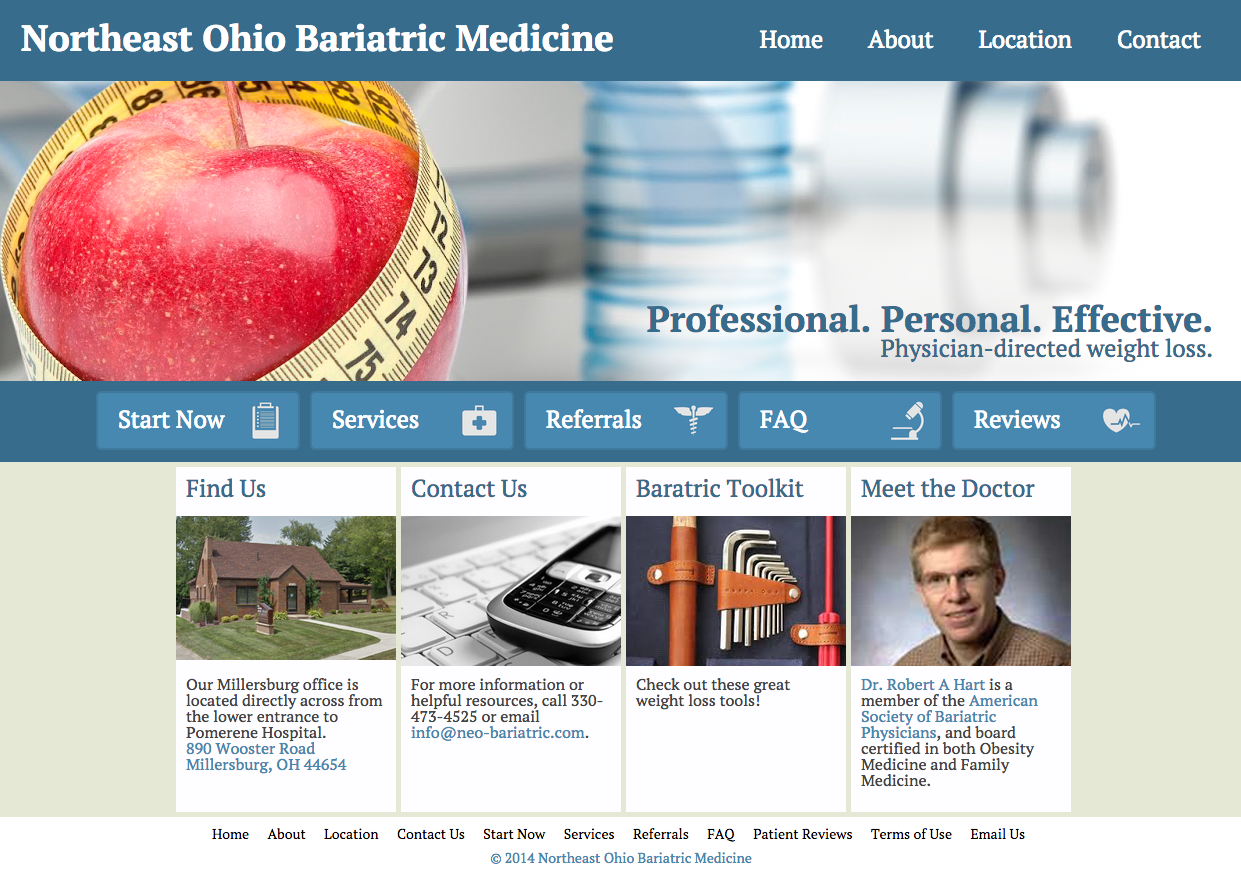 Northeast Ohio Bariatric Medicine
Home About Location Contact
72
73
74
75
Professional. Personal. Effective.
Physician-directed weight loss.
Start Now Services Referrals FAQ Reviews
Find Us
Our Millersburg office is
located directly across from
the lower entrance to
Pomerene Hospital.
890 Wooster Road
Millersburg, OH 44654
Contact Us
For more information or
helpful resources, call 330-
473-4525 or email
info@neo-bariatric.com.
Baratric Toolkit
Check out these great
weight loss tools!
Meet the Doctor
Dr. Robert A Hart is a
member of the American
Society of Bariatric
Physicians, and board
certified in both Obesity
Medicine and Family
Medicine.
Home About Location Contact Us Start Now Services Referrals FAQ Patient Reviews Terms of Use Email Us
© 2014 Northeast Ohio Bariatric Medicine